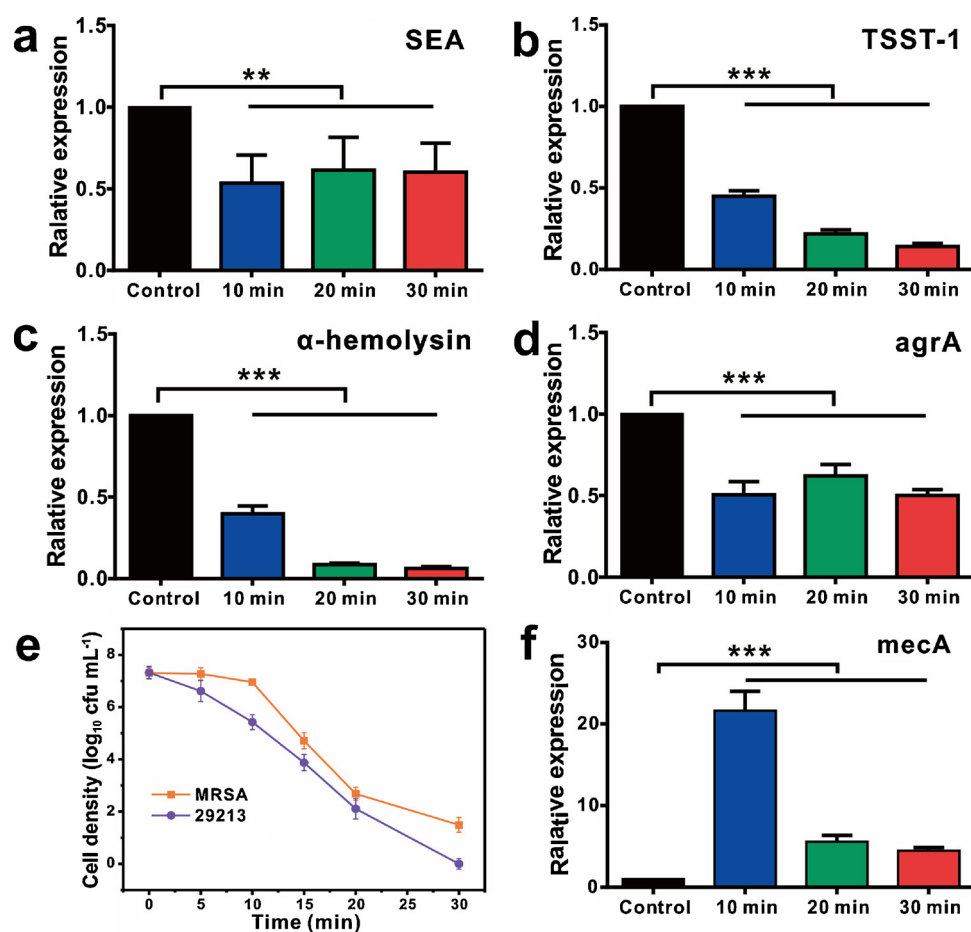 a
SEA
**
Ralative expression
1.5
1.0
0.5
0.0
Control 10 min 20 min 30 min
b
TSST-1
***
Ralative expression
1.5
1.0
0.5
0.0
Control 10 min 20 min 30 min
c
α-hemolysin
***
Ralative expression
1.5
1.0
0.5
0.0
Control 10 min 20 min 30 min
d
agrA
***
Ralative expression
1.5
1.0
0.5
0.0
Control 10 min 20 min 30 min
e
Cell density (log₁₀ cfu mL⁻¹)
8
6
4
2
0
MRSA
29213
0 5 10 15 20 25 30
Time (min)
f
mecA
***
Ralative expression
30
20
10
0
Control 10 min 20 min 30 min